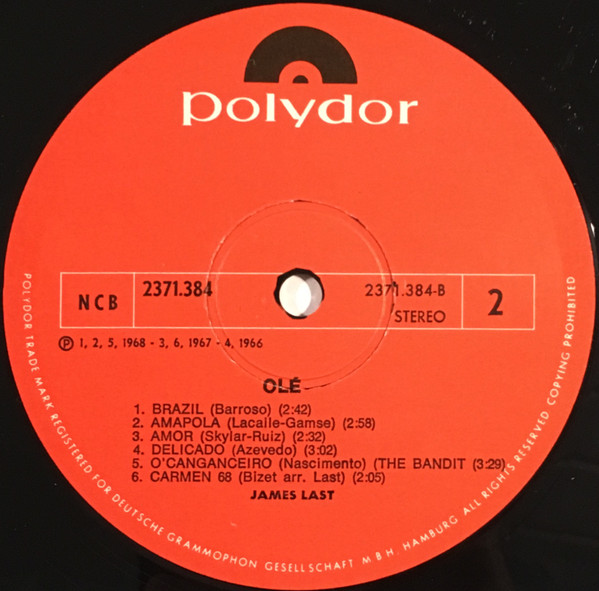 polydor
NCB
2371.384
2371.384-B
STEREO
2
Ⓟ 1, 2, 5, 1968 - 3, 6, 1967 - 4, 1966
OLÉ
1. BRAZIL (Barroso) (2:42)
2. AMAPOLA (Lacalle-Gamse) (2:58)
3. AMOR (Skylar-Ruiz) (2:32)
4. DELICADO (Azevedo) (3:02)
5. O'CANGANCEIRO (Nascimento) (THE BANDIT (3:29)
6. CARMEN 68 (Bizet arr. Last) (2:05)
JAMES LAST
POLYDOR TRADE MARK REGISTERED FOR DEUTSCHE GRAMMOPHON GESELLSCHAFT M B H. HAMBURG ALL RIGHTS RESERVED COPYING PROHIBITED